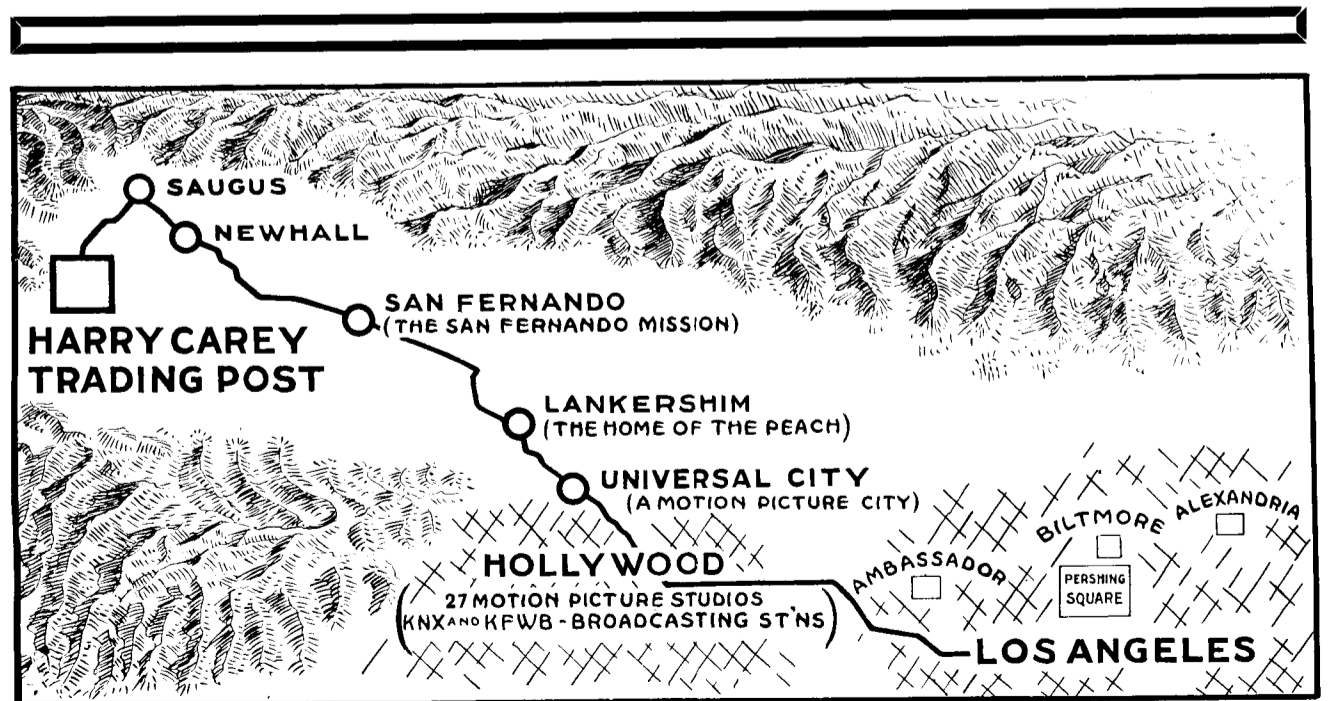 SAUGUS
NEWHALL
SAN FERNANDO
(THE SAN FERNANDO MISSION)
HARRY CAREY
TRADING POST
LANKERSHIM
(THE HOME OF THE PEACH)
UNIVERSAL CITY
(A MOTION PICTURE CITY)
HOLLYWOOD
(27 MOTION PICTURE STUDIOS
KNX AND KFWB - BROADCASTING ST'NS)
AMBASSADOR
BILTMORE
ALEXANDRIA
PERSHING
SQUARE
LOS ANGELES